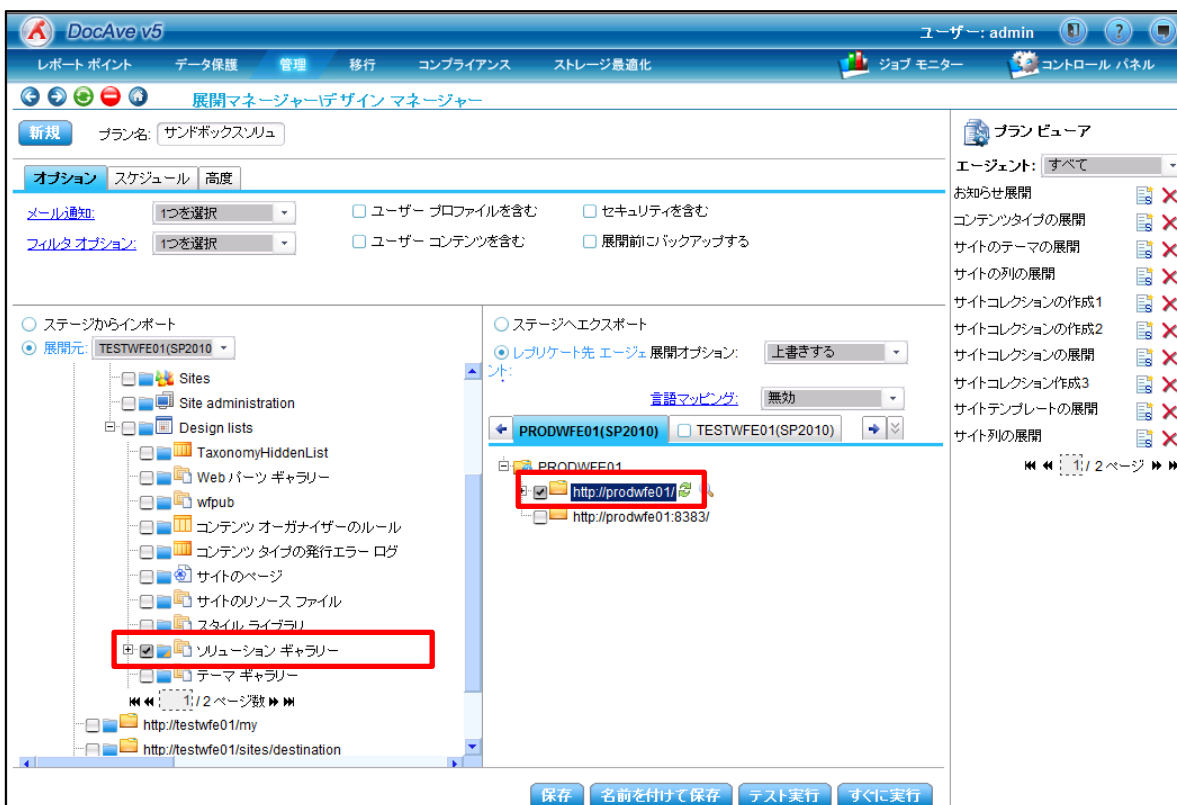 DocAve v5
ユーザー: admin
レポート ポイント データ保護 管理 移行 コンプライアンス ストレージ最適化 ジョブ モニター コントロール パネル
展開マネージャー\デザイン マネージャー
新規 プラン名: サンドボックスソリュ
オプション スケジュール 高度
メール通知: 1つを選択 ユーザー プロファイルを含む セキュリティを含む
フィルタ オプション: 1つを選択 ユーザー コンテンツを含む 展開前にバックアップする
ステージからインポート
展開元: TESTWFE01(SP2010
Sites
Site administration
Design lists
TaxonomyHiddenList
Web パーツ ギャラリー
wfpub
コンテンツ オーガナイザーのルール
コンテンツ タイプの発行エラー ログ
サイトのページ
サイトのリソース ファイル
スタイル ライブラリ
ソリューション ギャラリー
テーマ ギャラリー
1 / 2 ページ数
http://testwfe01/my
http://testwfe01/sites/destination
ステージへエクスポート
レプリケート先 エージェント: 展開オプション: 上書きする
言語マッピング: 無効
PRODWFE01(SP2010) TESTWFE01(SP2010)
PRODWFE01
http://prodwfe01/
http://prodwfe01:8383/
保存 名前を付けて保存 テスト実行 すぐに実行
プラン ビューア
エージェント: すべて
お知らせ展開
コンテンツタイプの展開
サイトのテーマの展開
サイトの列の展開
サイトコレクションの作成1
サイトコレクションの作成2
サイトコレクションの展開
サイトコレクション作成3
サイトテンプレートの展開
サイト列の展開
1 / 2 ページ